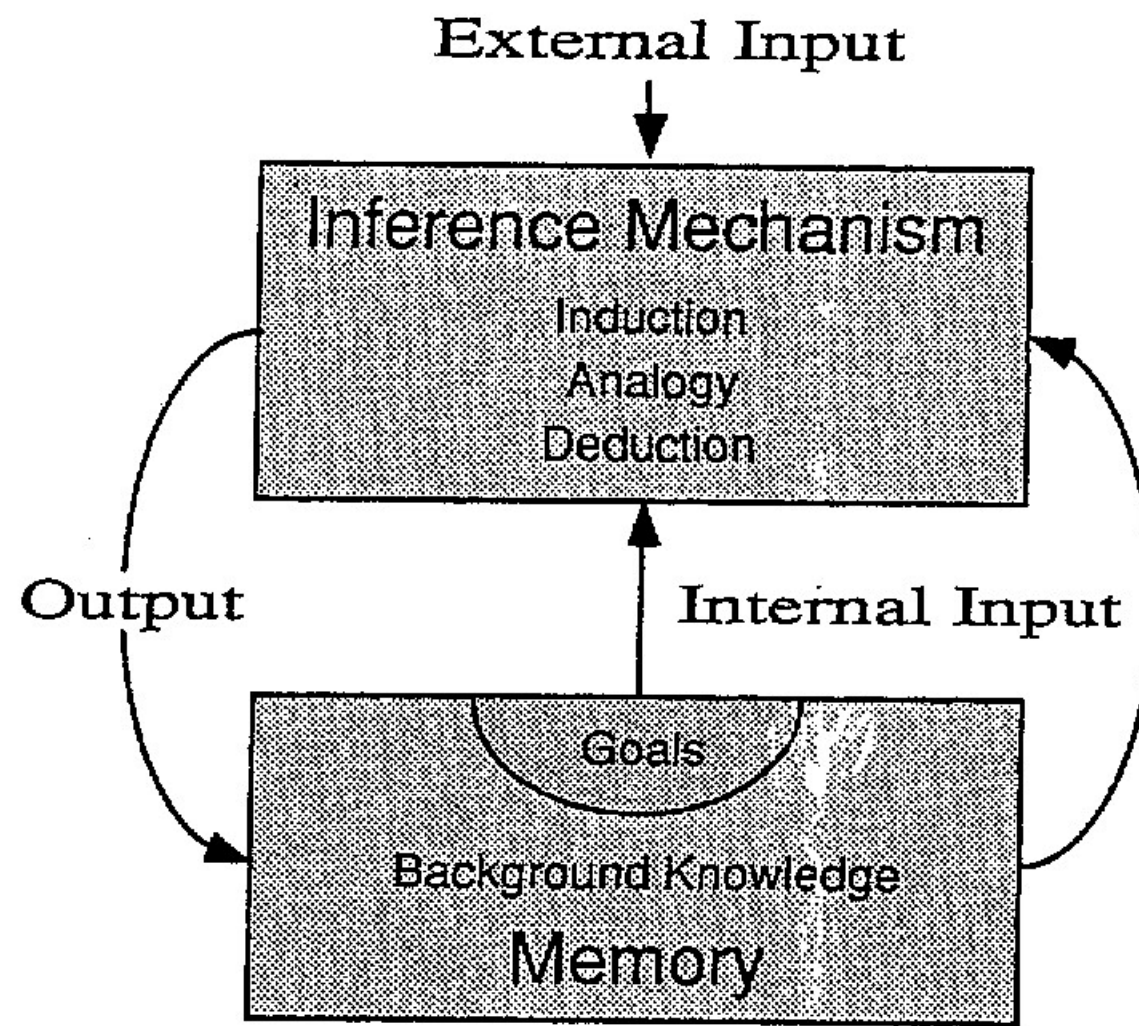 External Input
Inference Mechanism
Induction
Analogy
Deduction
Output
Internal Input
Goals
Background Knowledge
Memory